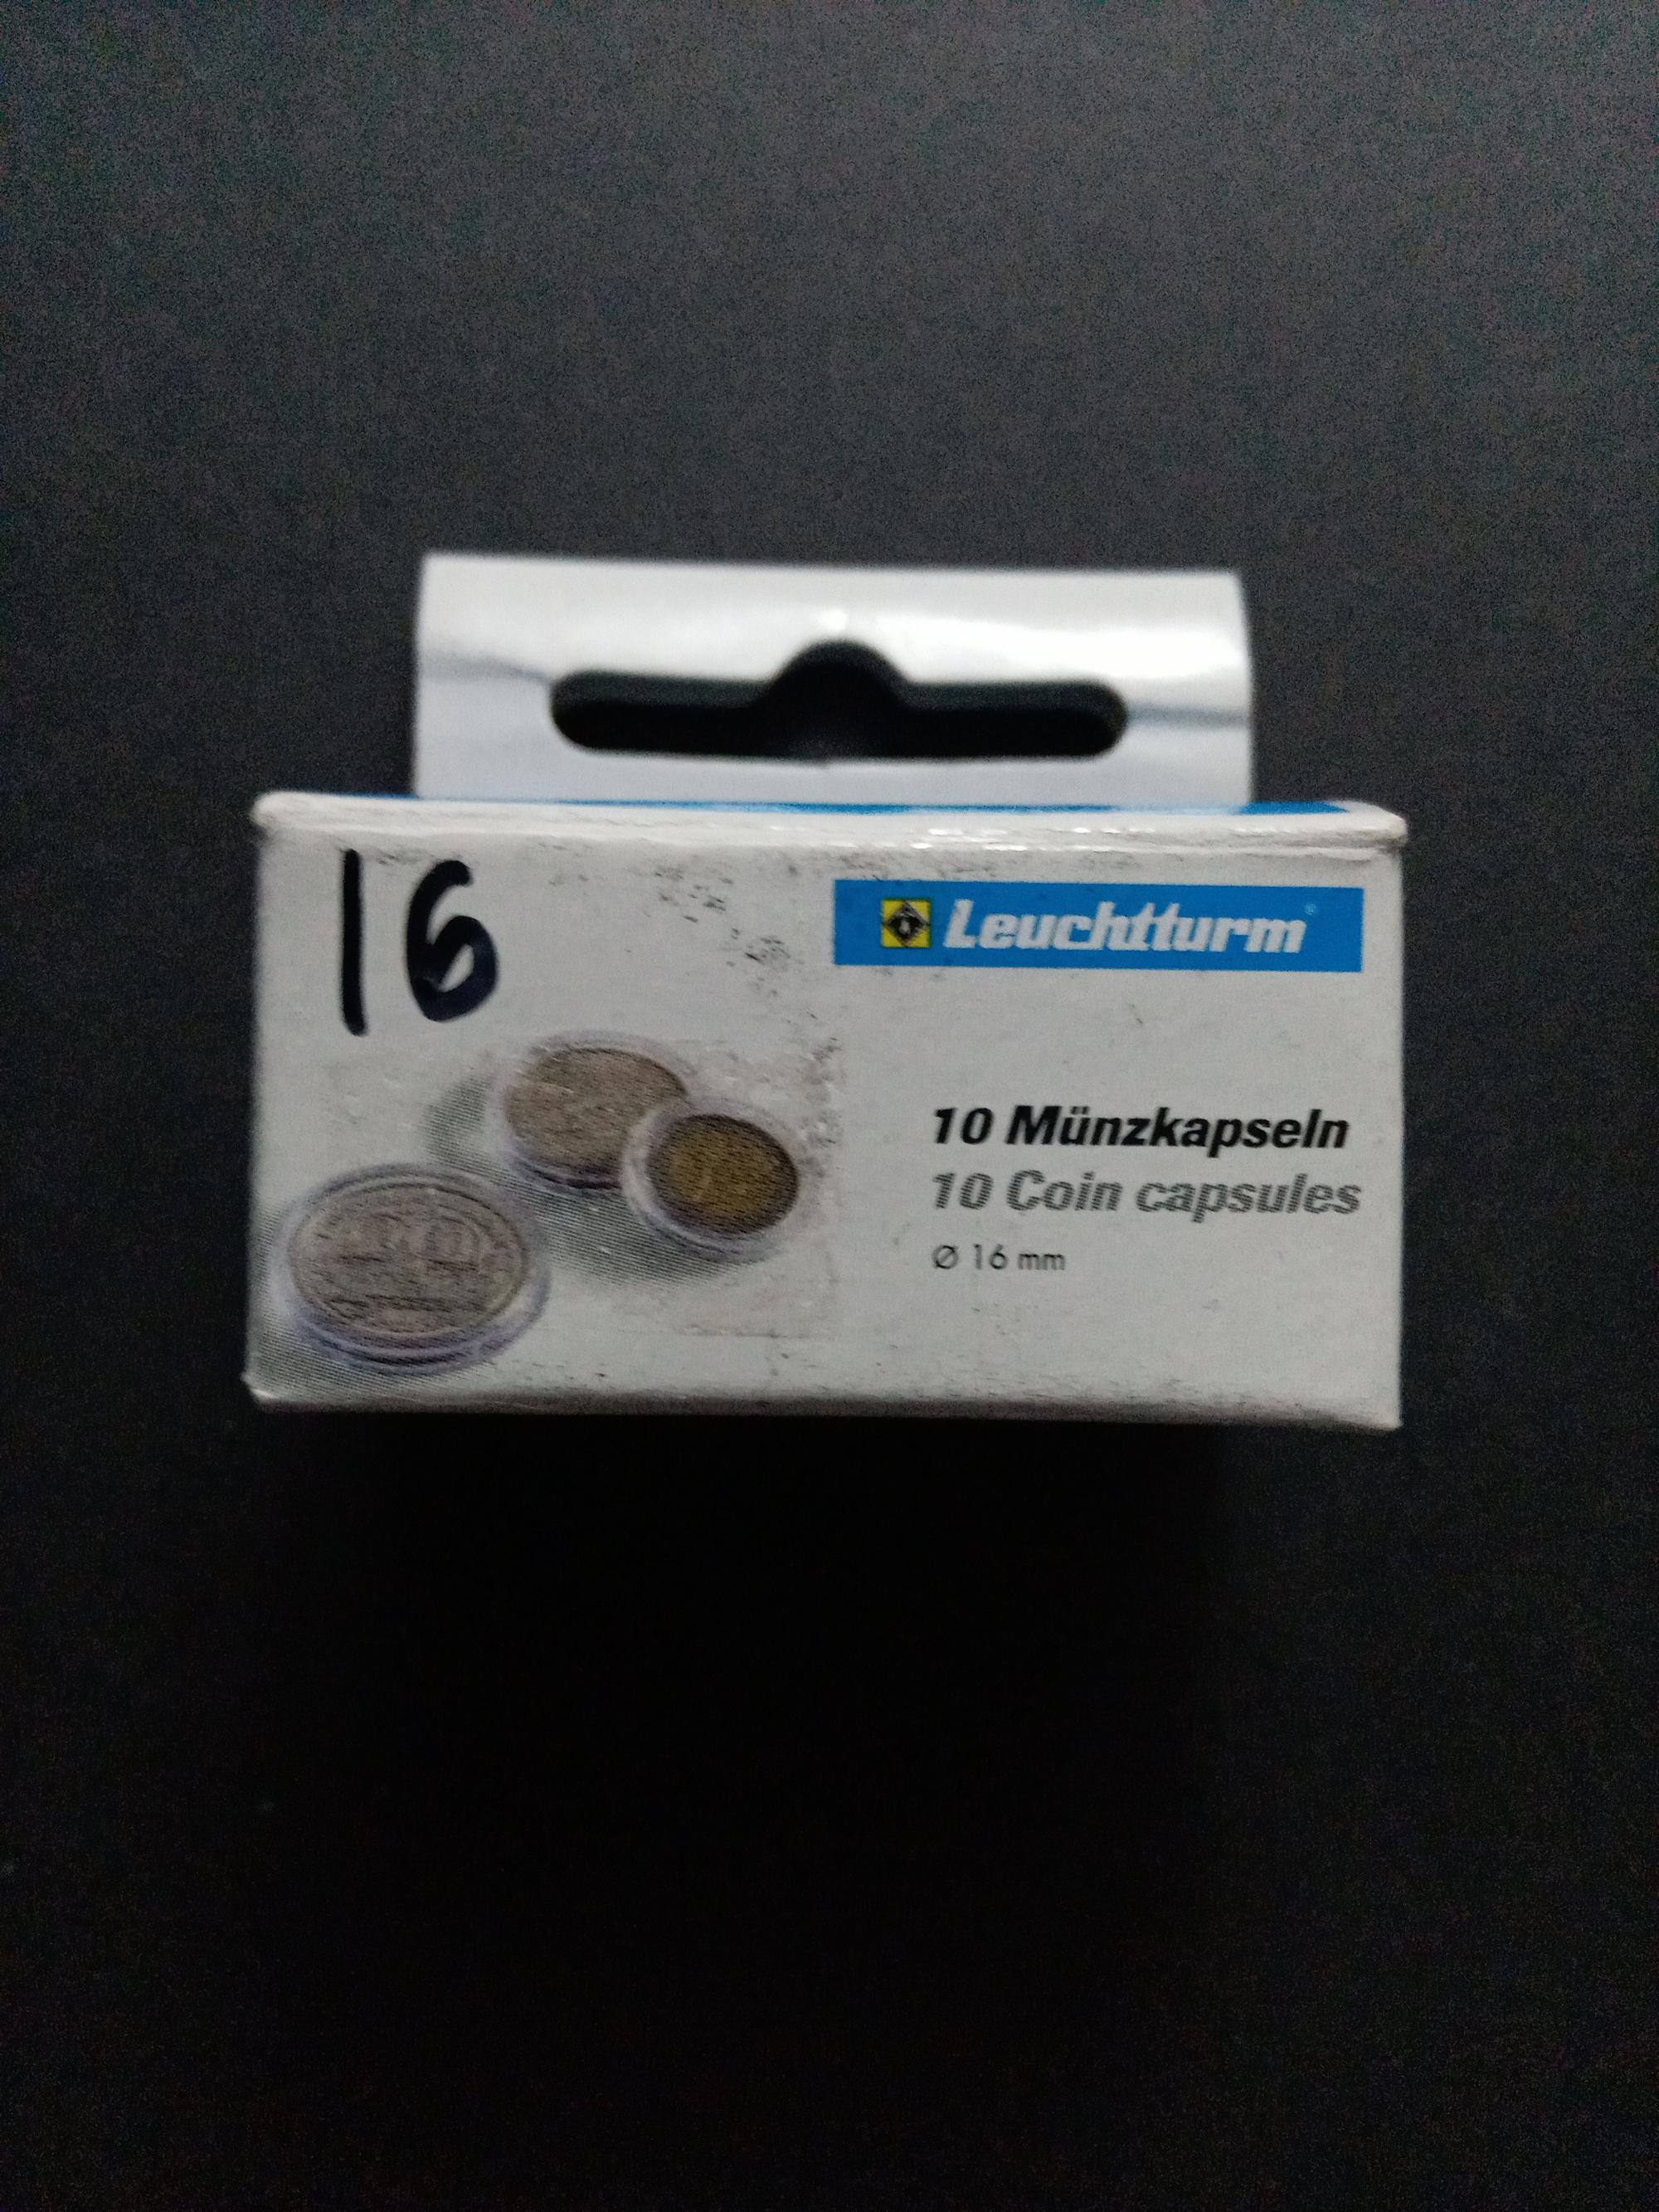 16
Leuchtturm®
10 Münzkapseln
10 Coin capsules
Ø 16 mm